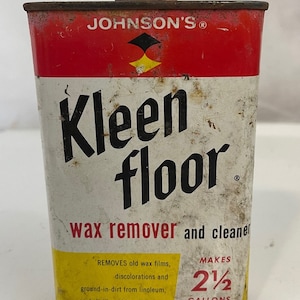 JOHNSON'S®
Kleen
floor®
wax remover and cleane
REMOVES old wax films,
discolorations and
ground-in-dirt from linoleum,
MAKES
2½
GALLONS